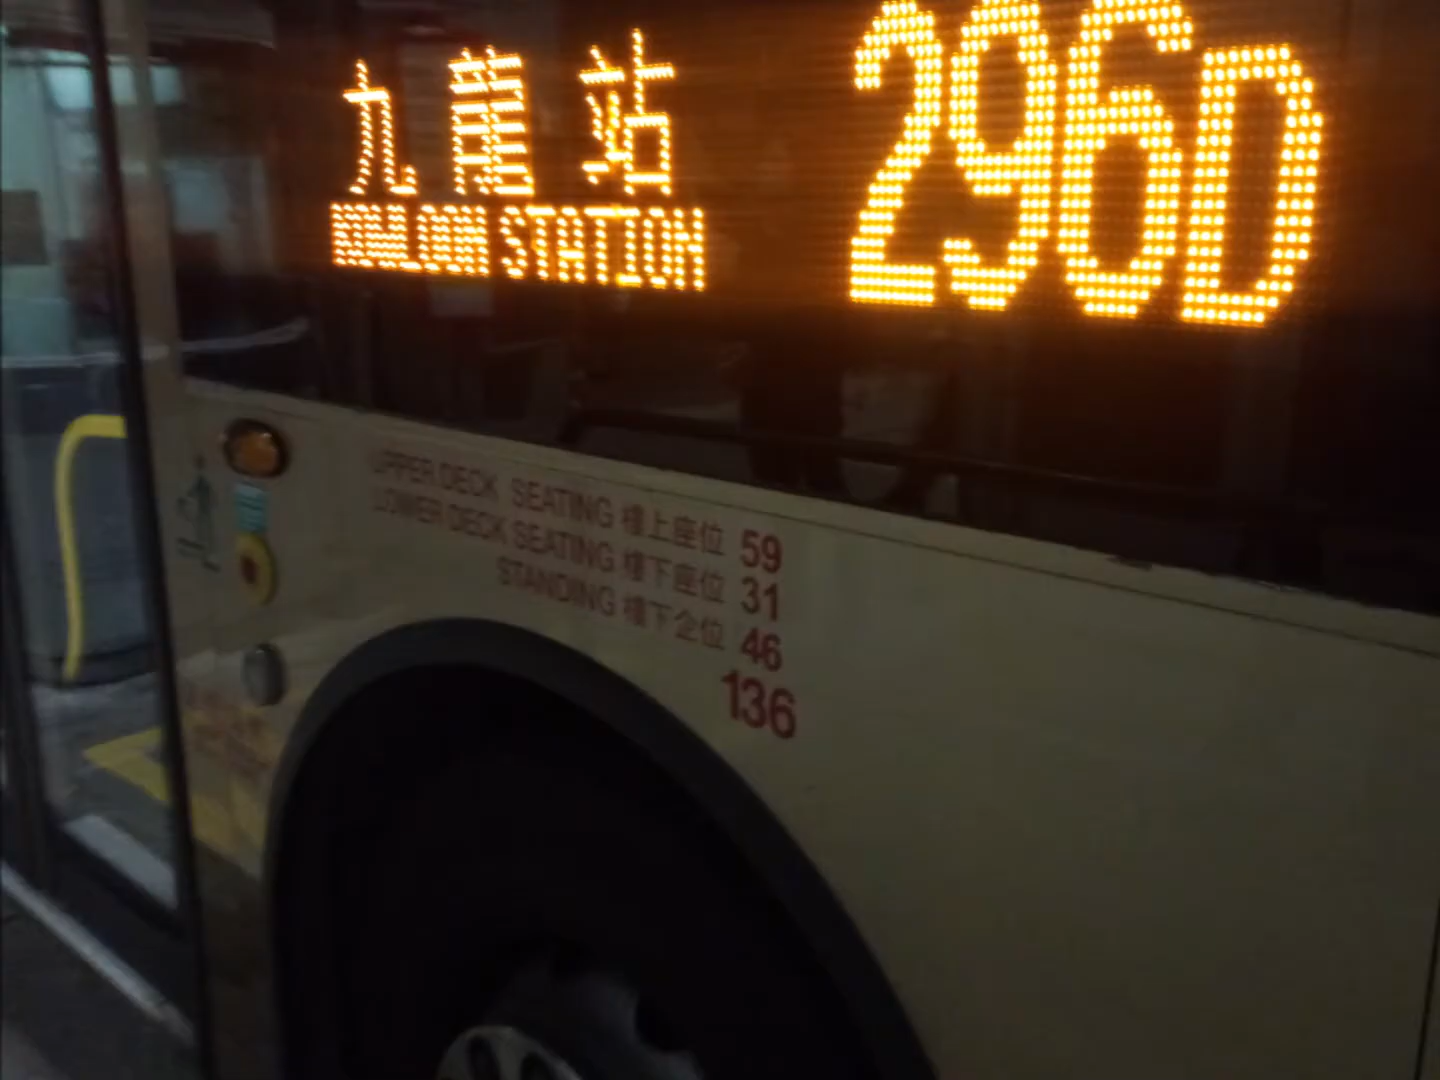 九龍站
KOWLOON STATION
296D
UPPER DECK SEATING 樓上座位 59
LOWER DECK SEATING 樓下座位 31
STANDING 樓下企位 46
136